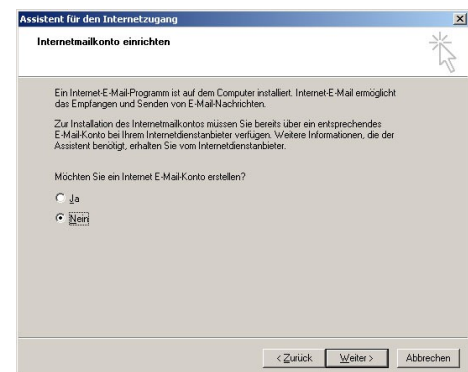 Assistent für den Internetzugang
Internetmailkonto einrichten
Ein Internet-E-Mail-Programm ist auf dem Computer installiert. Internet-E-Mail ermöglicht
das Empfangen und Senden von E-Mail-Nachrichten.
Zur Installation des Internetmailkontos müssen Sie bereits über ein entsprechendes
E-Mail-Konto bei Ihrem Internetdienstanbieter verfügen. Weitere Informationen, die der
Assistent benötigt, erhalten Sie vom Internetdienstanbieter.
Möchten Sie ein Internet E-Mail-Konto erstellen?
Ja
Nein
< Zurück Weiter > Abbrechen